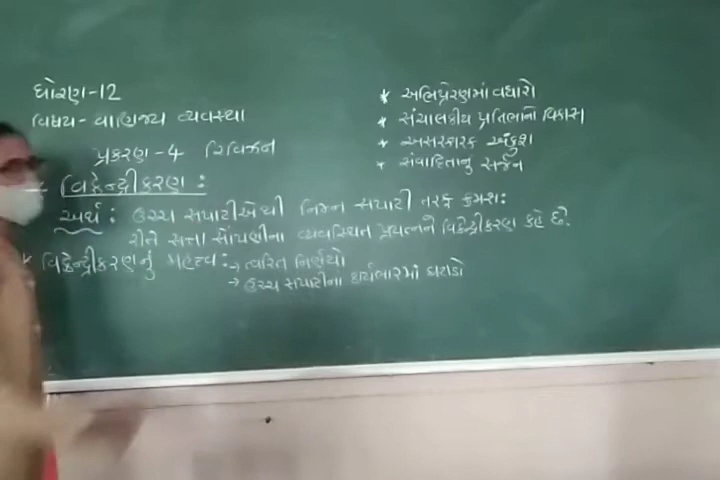 ધોરણ-12
વિષય - વાણિજ્ય વ્યવસ્થા
પ્રકરણ-4 રિવિઝન
વિકેન્દ્રીકરણ :
અર્થ : ઉચ્ચ સપાટીએથી નિમ્ન સપાટી તરફ ક્રમશ:
રીતે સત્તા સોંપણીના વ્યવસ્થિત પ્રયત્નને વિકેન્દ્રીકરણ કહે છે.
* વિકેન્દ્રીકરણનું મહત્વ : → ત્વરિત નિર્ણયો
→ ઉચ્ચ સપાટીના કાર્યભારમાં ઘટાડો
* અભિપ્રેરણમાં વધારો
* સંચાલકીય પ્રતિભાનો વિકાસ
* અસરકારક અંકુશ
* સંવાદિતાનું સર્જન